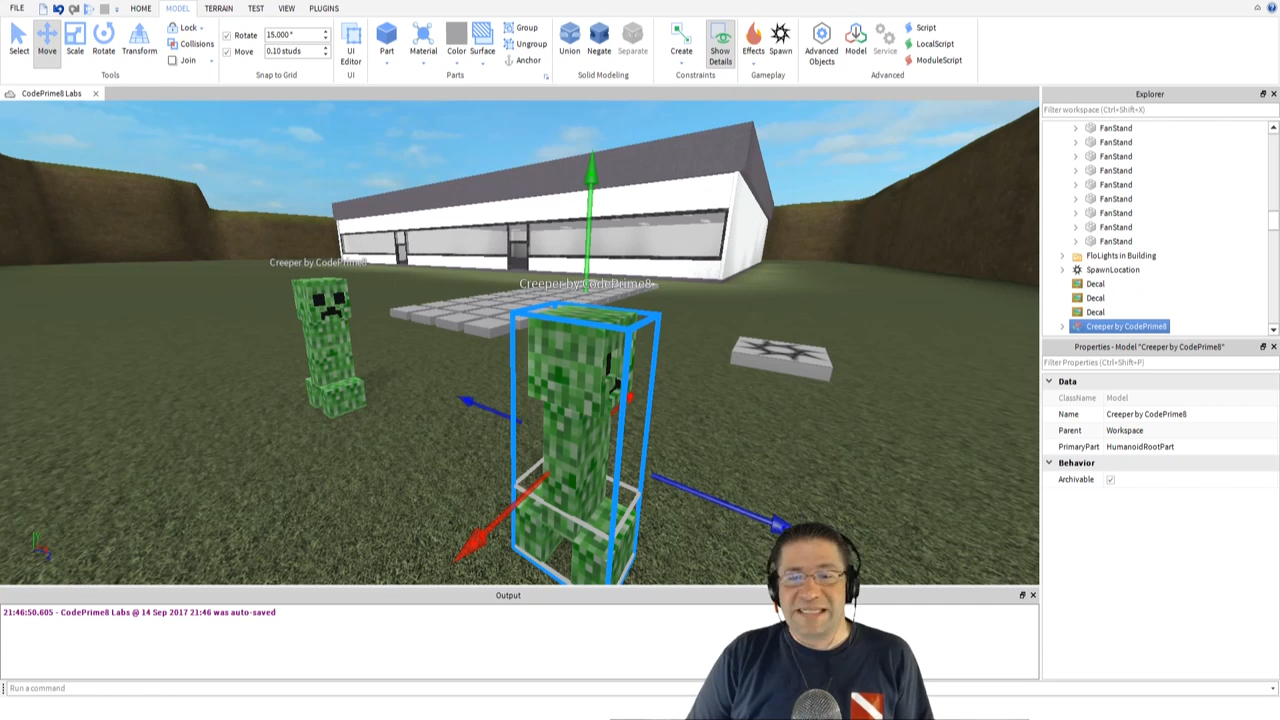 FILE
HOME
MODEL
TERRAIN
TEST
VIEW
PLUGINS
Select
Move
Scale
Rotate
Transform
Lock
Collisions
Join
Tools
Rotate
15.000°
Move
0.10 studs
Snap to Grid
UI
Editor
UI
Part
Material
Color
Surface
Group
Ungroup
Anchor
Parts
Union
Negate
Separate
Solid Modeling
Create
Show
Details
Constraints
Effects
Spawn
Gameplay
Advanced
Objects
Model
Service
Script
LocalScript
ModuleScript
Advanced
CodePrime8 Labs
Creeper by CodePrime8
Creeper by CodePrime8
Explorer
Filter workspace (Ctrl+Shift+X)
FanStand
FanStand
FanStand
FanStand
FanStand
FanStand
FanStand
FanStand
FanStand
FloLights in Building
SpawnLocation
Decal
Decal
Decal
Creeper by CodePrime8
Properties - Model "Creeper by CodePrime8"
Filter Properties (Ctrl+Shift+P)
Data
ClassName Model
Name Creeper by CodePrime8
Parent Workspace
PrimaryPart HumanoidRootPart
Behavior
Archivable
Output
21:46:50.605 - CodePrime8 Labs @ 14 Sep 2017 21:46 was auto-saved
Run a command